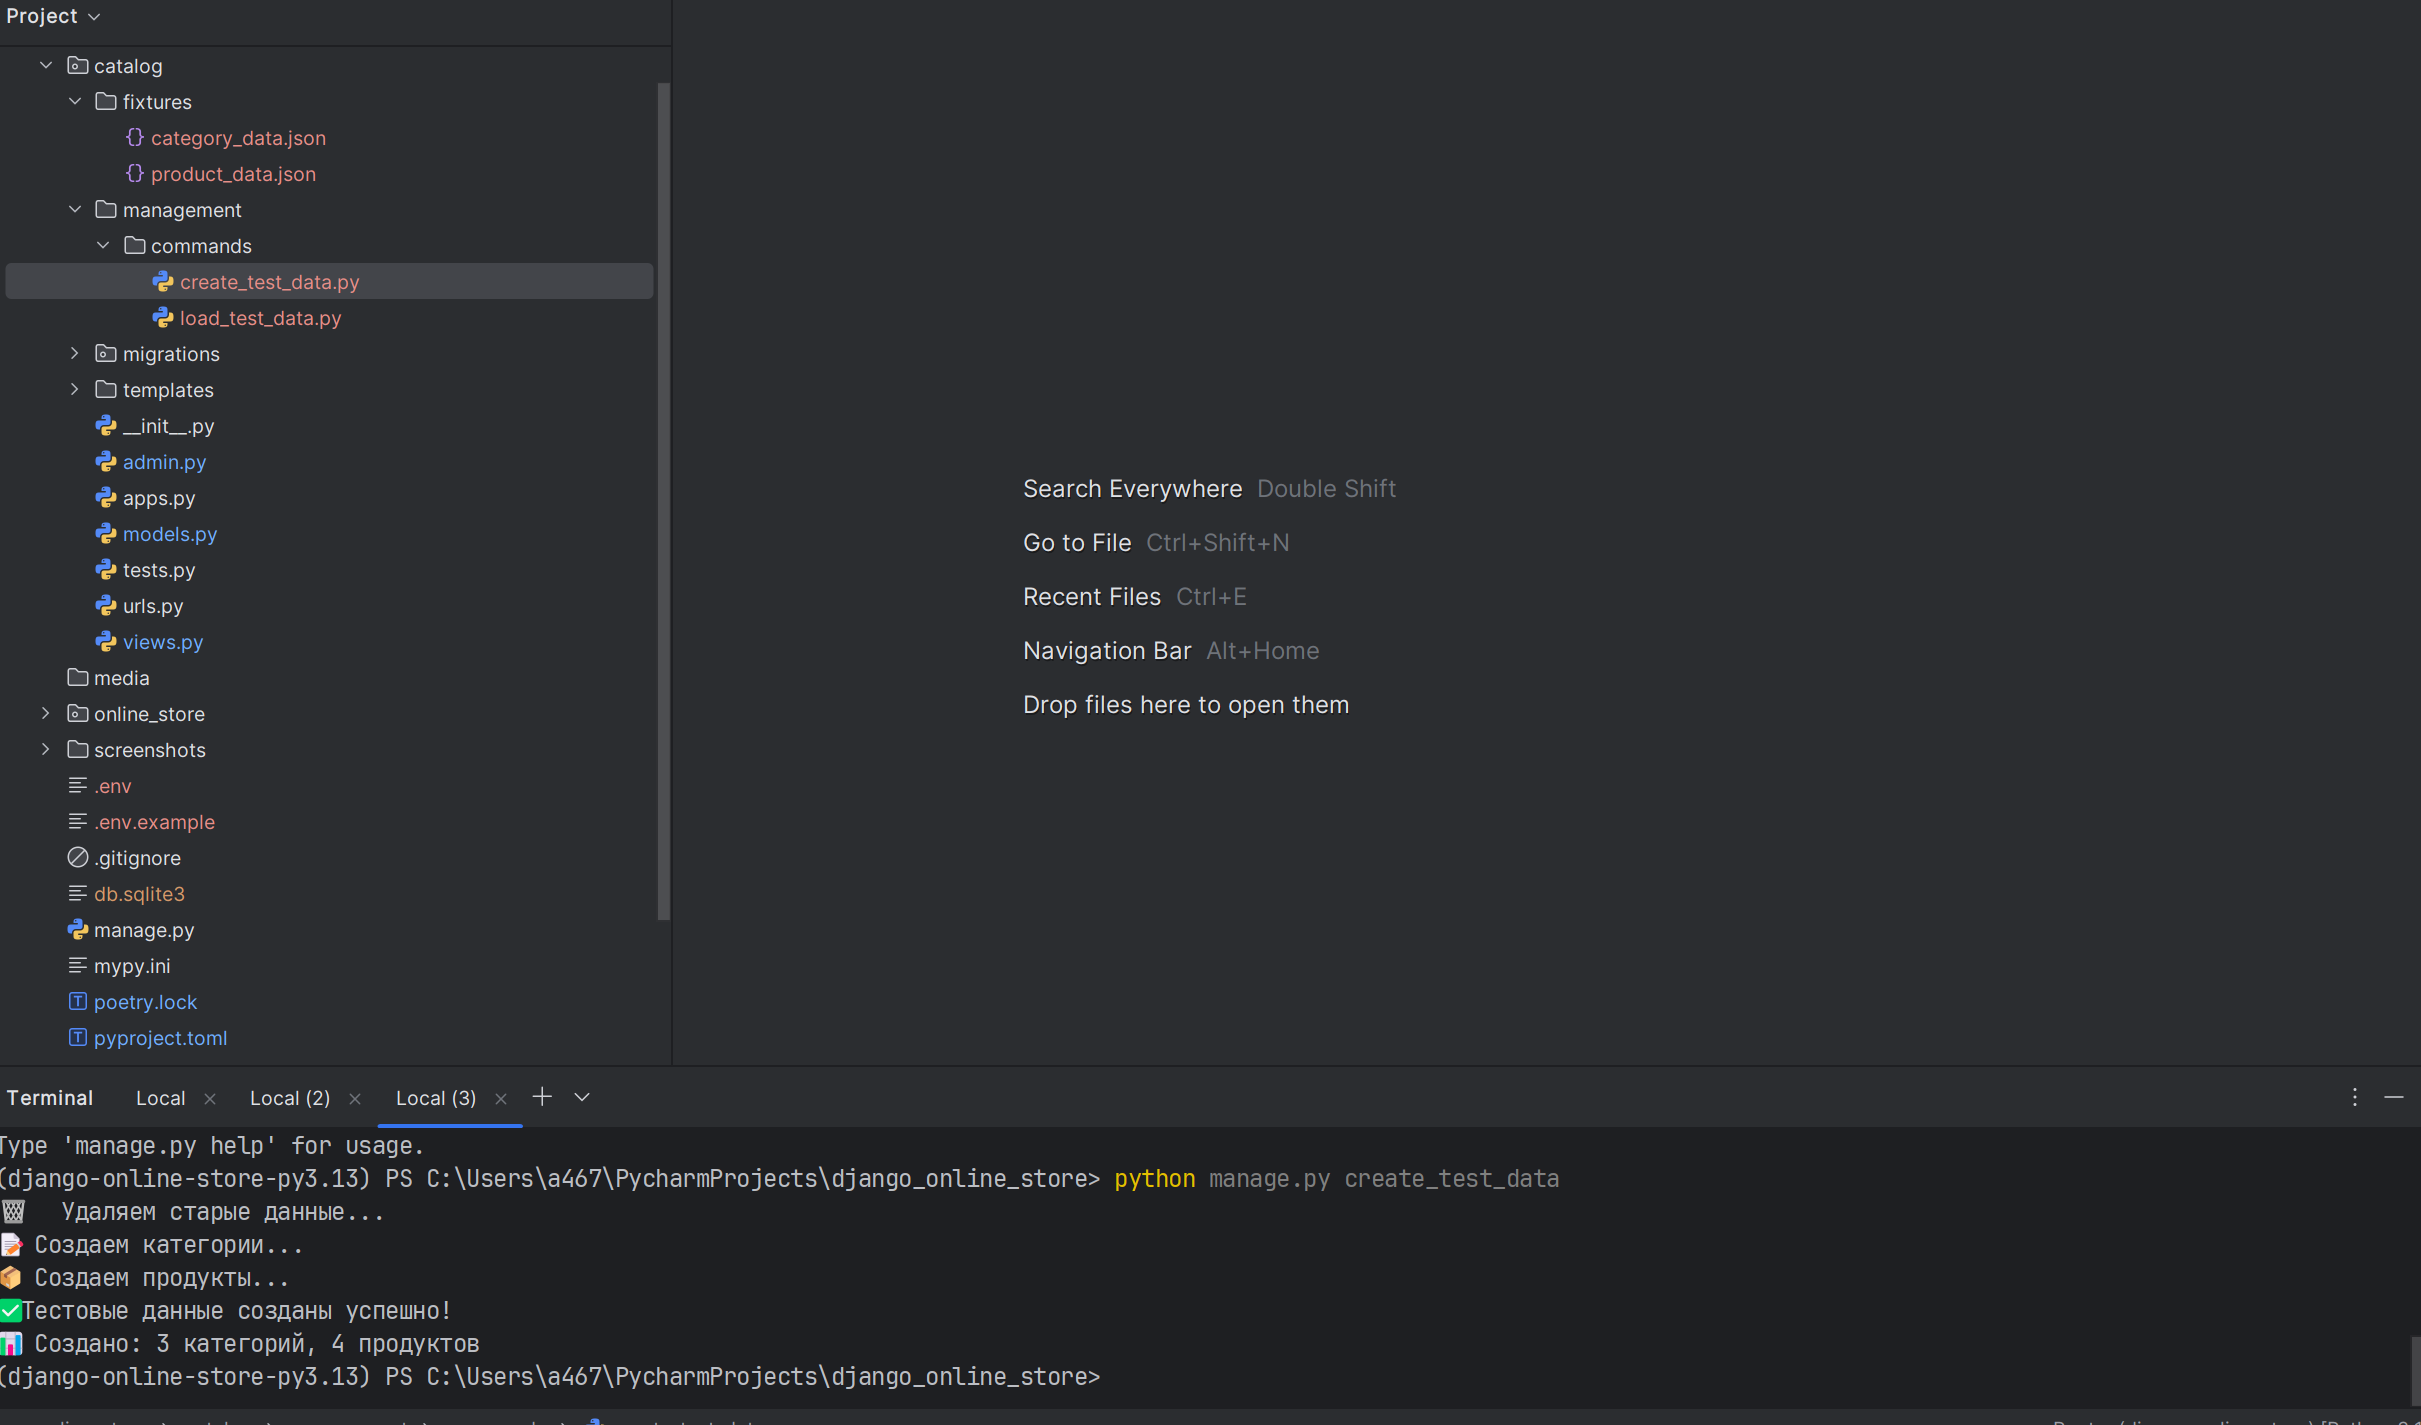 Project
catalog
fixtures
category_data.json
product_data.json
management
commands
create_test_data.py
load_test_data.py
migrations
templates
__init__.py
admin.py
apps.py
models.py
tests.py
urls.py
views.py
media
online_store
screenshots
.env
.env.example
.gitignore
db.sqlite3
manage.py
mypy.ini
poetry.lock
pyproject.toml
Search Everywhere Double Shift
Go to File Ctrl+Shift+N
Recent Files Ctrl+E
Navigation Bar Alt+Home
Drop files here to open them
Terminal Local Local (2) Local (3)
Type 'manage.py help' for usage.
(django-online-store-py3.13) PS C:\Users\a467\PycharmProjects\django_online_store> python manage.py create_test_data
🗑 Удаляем старые данные...
📝 Создаем категории...
📦 Создаем продукты...
✅Тестовые данные созданы успешно!
📊 Создано: 3 категорий, 4 продуктов
(django-online-store-py3.13) PS C:\Users\a467\PycharmProjects\django_online_store>